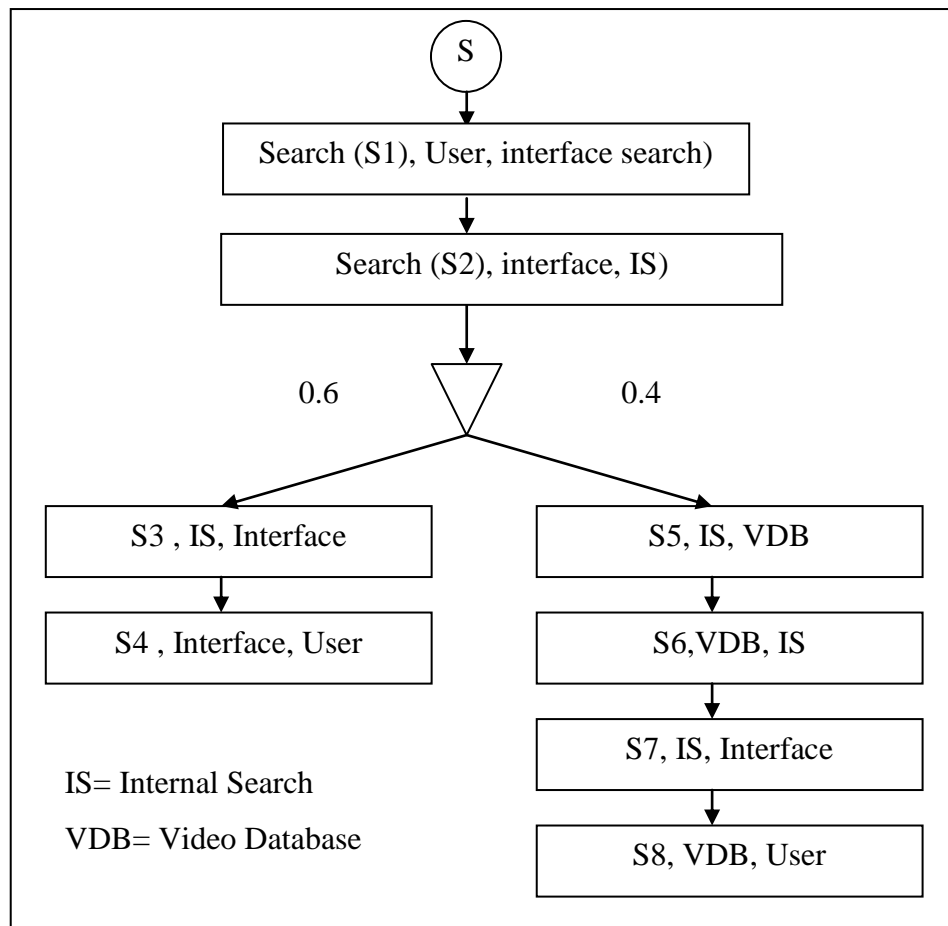 S
Search (S1), User, interface search)
Search (S2), interface, IS)
0.6
0.4
S3 , IS, Interface
S4 , Interface, User
S5, IS, VDB
S6,VDB, IS
S7, IS, Interface
S8, VDB, User
IS= Internal Search
VDB= Video Database